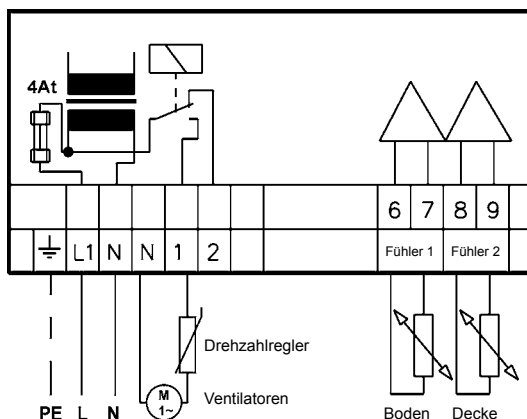 4At
6 7 8 9
L1 N N 1 2 Fühler 1 Fühler 2
Drehzahlregler
M
1~
Ventilatoren
PE L N Boden Decke